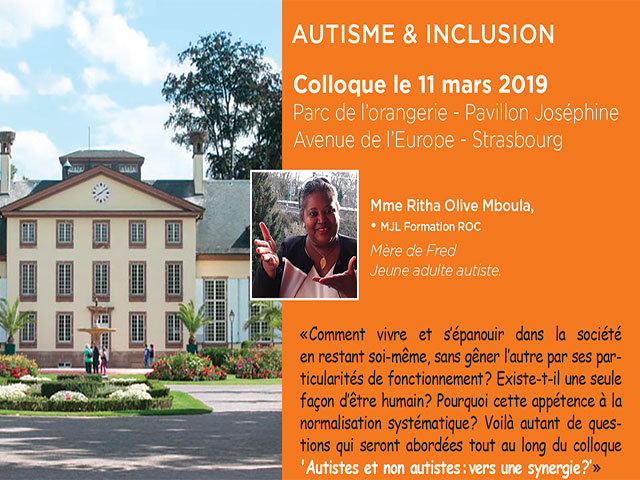 AUTISME & INCLUSION
Colloque le 11 mars 2019
Parc de l'orangerie - Pavillon Joséphine
Avenue de l'Europe - Strasbourg
Mme Ritha Olive Mboula,
• MJL Formation ROC
Mère de Fred
Jeune adulte autiste.
«Comment vivre et s'épanouir dans la société
en restant soi-même, sans gêner l'autre par ses par-
ticularités de fonctionnement? Existe-t-il une seule
façon d'être humain? Pourquoi cette appétence à la
normalisation systématique? Voilà autant de ques-
tions qui seront abordées tout au long du colloque
'Autistes et non autistes: vers une synergie?'»